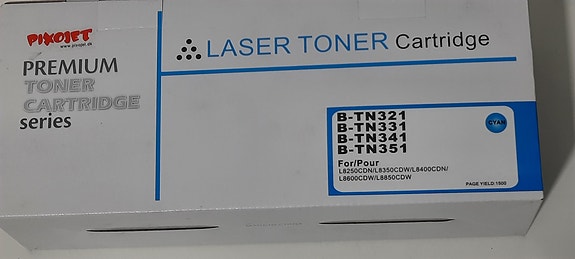 PIXOJET
www.pixojet.dk
PREMIUM
TONER
CARTRIDGE
series
LASER TONER Cartridge
B-TN321
B-TN331
B-TN341
B-TN351
CYAN
For/Pour
L8250CDN/L8350CDW/L8400CDN/
L8600CDW/L8850CDW
PAGE YIELD:1500